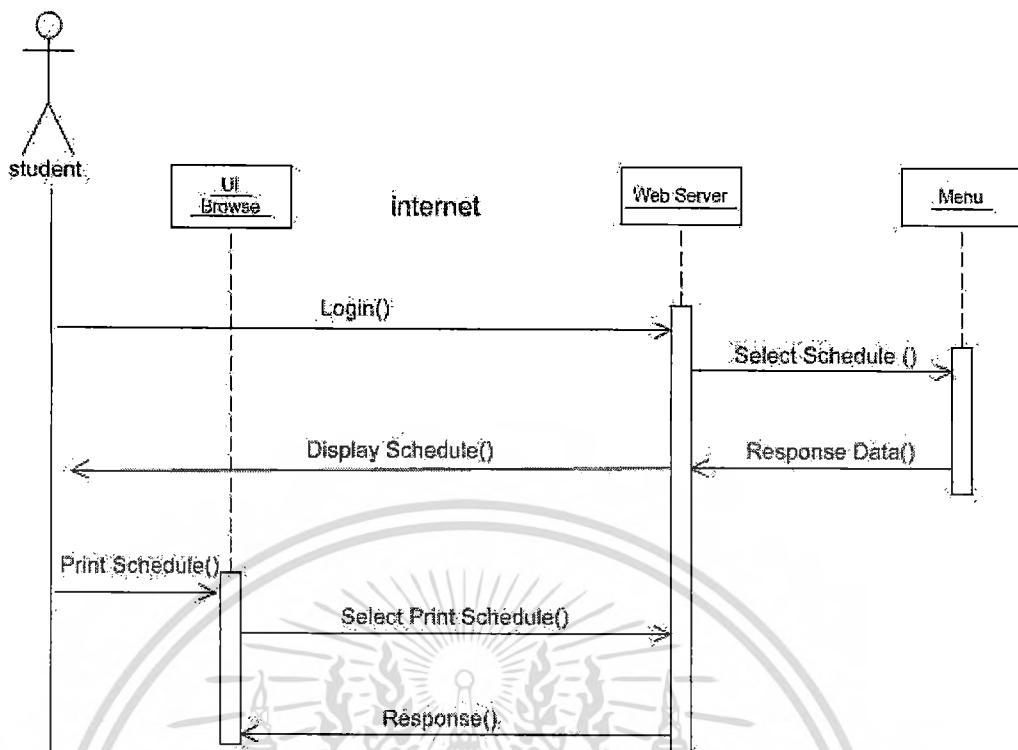 student
UI
Browse
internet
Web Server
Menu
Login()
Select Schedule ()
Display Schedule()
Response Data()
Print Schedule()
Select Print Schedule()
Response()